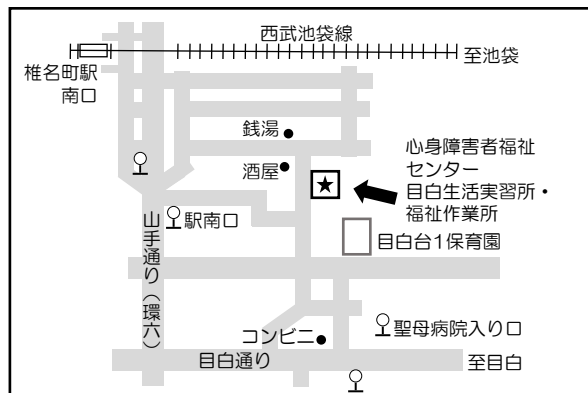 西武池袋線
至池袋
椎名町駅
南口
銭湯
酒屋
心身障害者福祉
センター
目白生活実習所・
福祉作業所
駅南口
目白台1保育園
山手通り（環六）
聖母病院入り口
コンビニ
目白通り
至目白